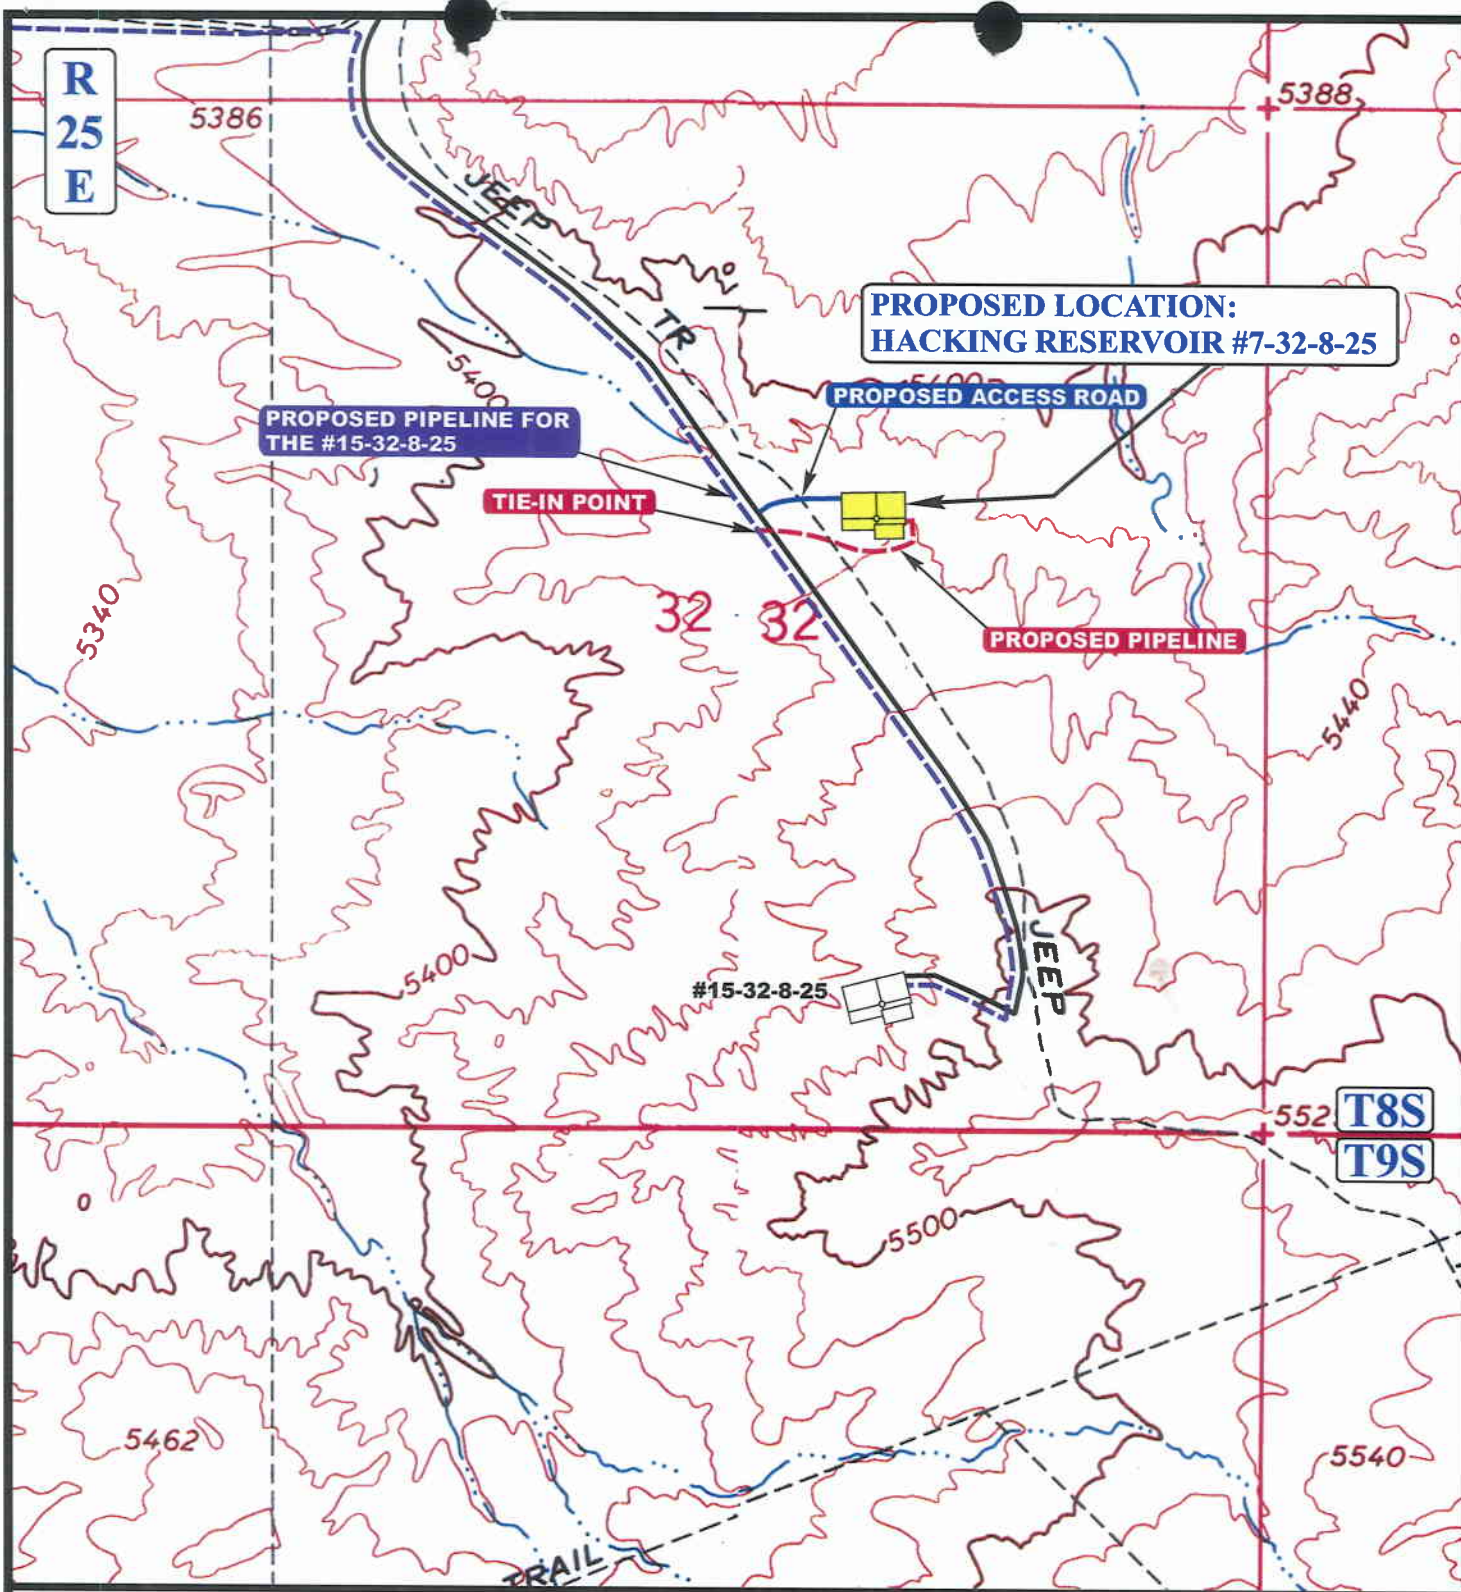 R
25
E
5386
5388
JEEP
TR
PROPOSED LOCATION:
HACKING RESERVOIR #7-32-8-25
5400
5400
PROPOSED ACCESS ROAD
PROPOSED PIPELINE FOR
THE #15-32-8-25
TIE-IN POINT
32
32
PROPOSED PIPELINE
5340
5440
5400
JEEP
#15-32-8-25
552
T8S
T9S
5500
5462
5540
TRAIL